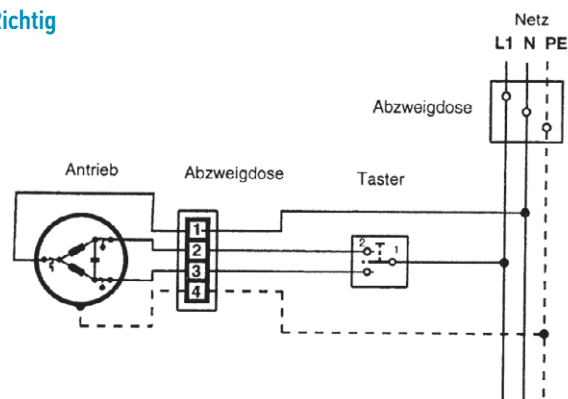 Richtig
Netz
L1 N PE
Abzweigdose
Antrieb
Abzweigdose
Taster
1
2
3
4
2
1